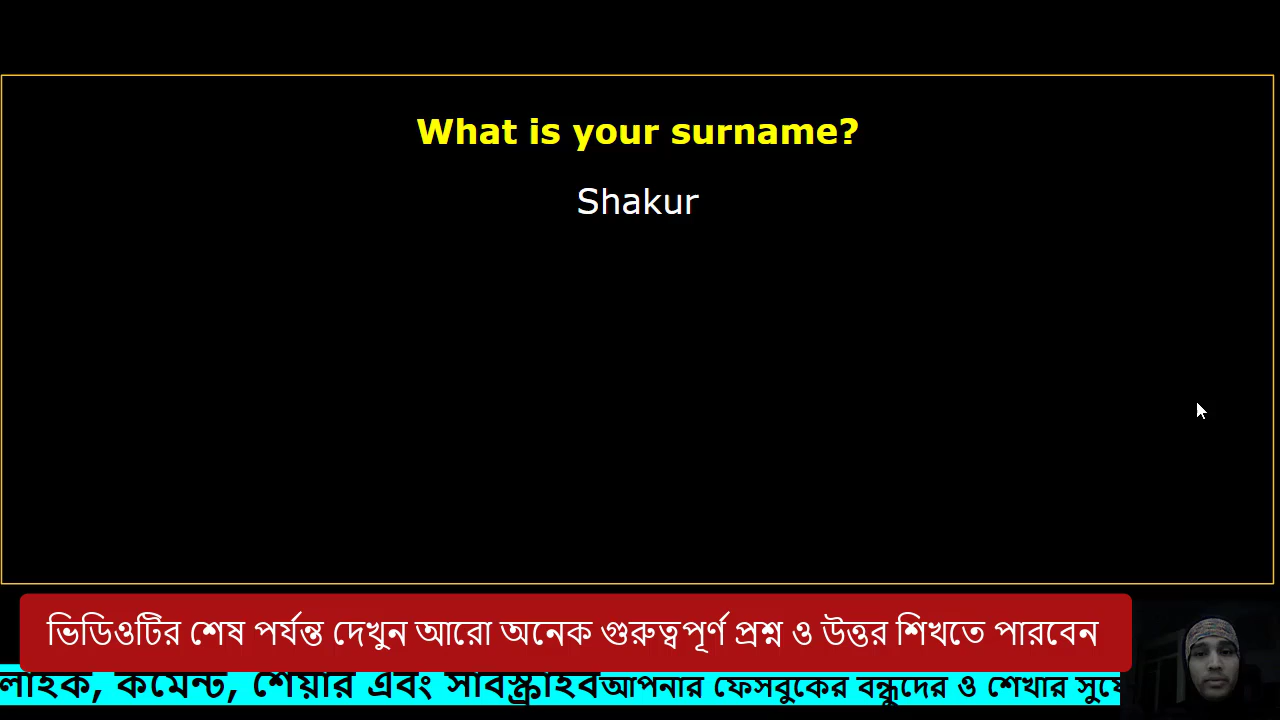 What is your surname?
Shakur
ভিডিওটির শেষ পর্যন্ত দেখুন আরো অনেক গুরুত্বপূর্ণ প্রশ্ন ও উত্তর শিখতে পারবেন
লাইক, কমেন্ট, শেয়ার এবং সাবস্ক্রাইব আপনার ফেসবুকের বন্ধুদের ও শেখার